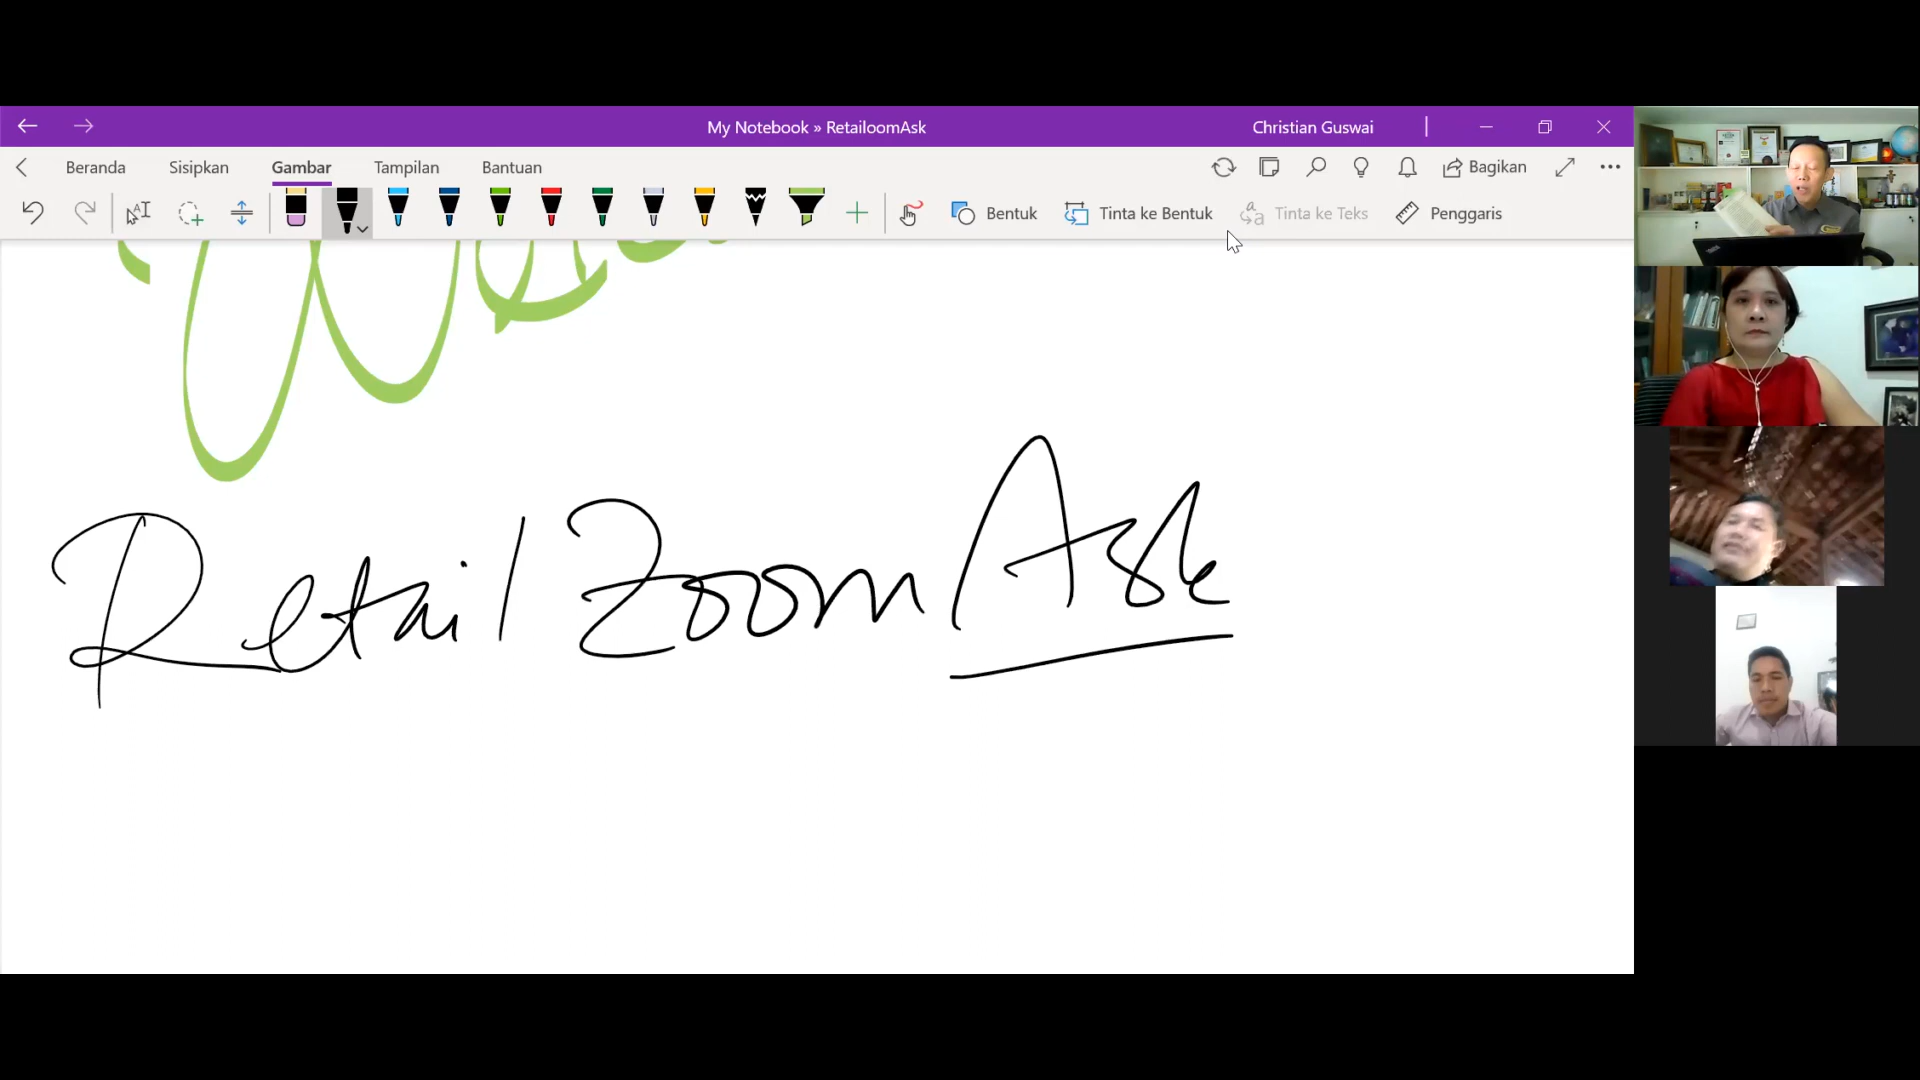 My Notebook » RetailoomAsk
Christian Guswai
Beranda Sisipkan Gambar Tampilan Bantuan
Bagikan
Bentuk Tinta ke Bentuk Tinta ke Teks Penggaris
Retail Zoom Ask